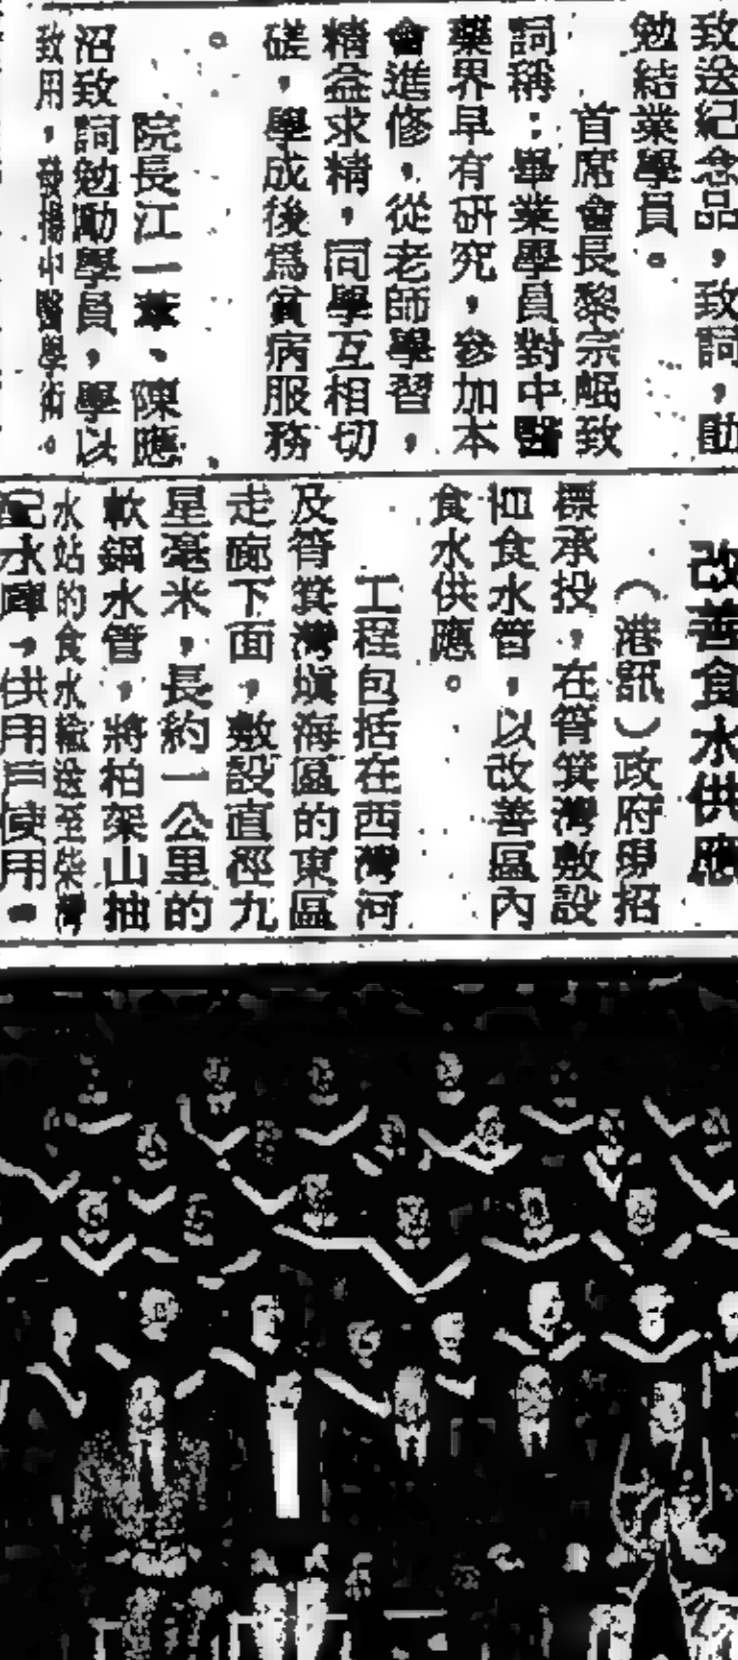 致送紀念品，致詞，勖
勉結業學員。
首席會長黎宗岷致
詞稱：畢業學員對中醫
藥界早有研究，參加本
會進修，從老師學習，
精益求精，同學互相切
磋，學成後爲貧病服務
。
院長江一葦、陳應
沼致詞勉勵學員，學以
致用，發揚中醫學術。
改善食水供應
（港訊）政府現招
標承投，在筲箕灣敷設
食水管，以改善區內
食水供應。
工程包括在西灣河
及筲箕灣填海區的東區
走廊下面，敷設直徑九
星毫米，長約一公里的
軟鋼水管，將柏架山抽
水站的食水輸送至柴灣
配水庫，供用戶使用。